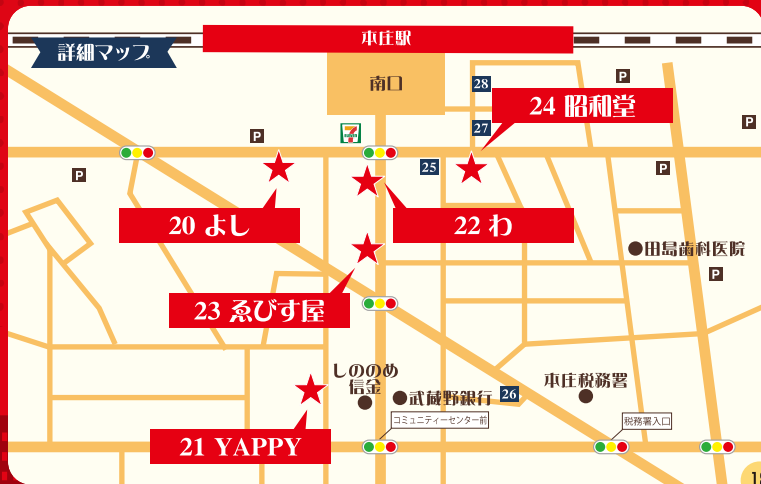 本庄駅
詳細マップ
南口
P
28
24 昭和堂
27
P
P
7
ELEVEN
25
P
P
20 よし
22 わ
田島歯科医院
P
23 ゑびす屋
しののめ
信金
武蔵野銀行
26
本庄税務署
コミュニティーセンター前
税務署入口
21 YAPPY